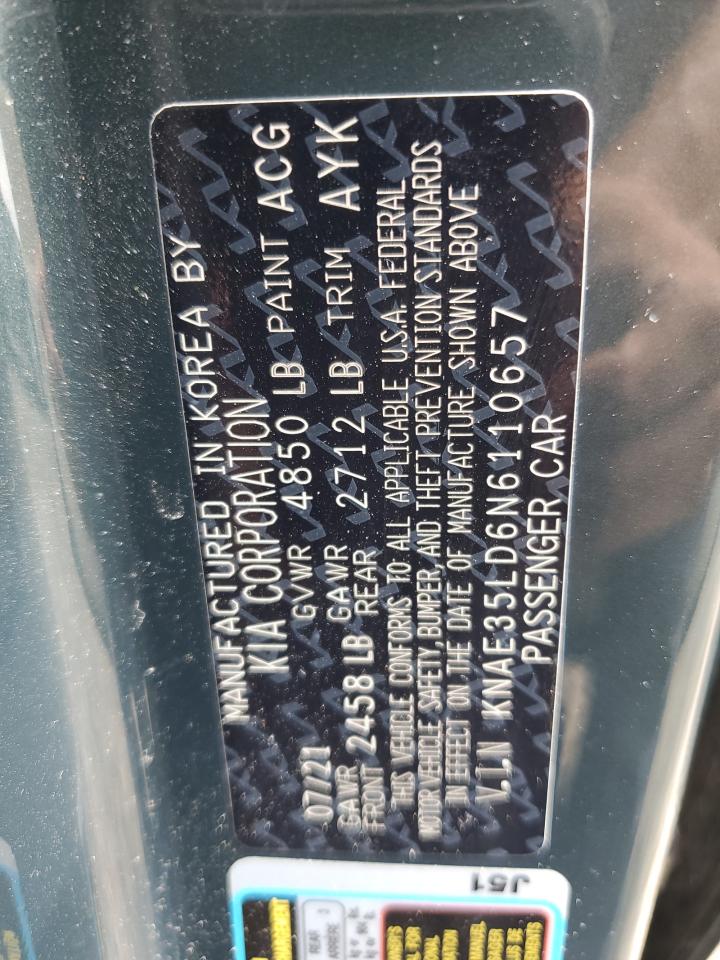 MANUFACTURED IN KOREA BY
KIA CORPORATION
07/21 GVWR 4850 LB PAINT ACG
GAWR FRONT 2458 LB GAWR REAR 2712 LB TRIM AYK
THIS VEHICLE CONFORMS TO ALL APPLICABLE U.S.A. FEDERAL
MOTOR VEHICLE SAFETY, BUMPER, AND THEFT PREVENTION STANDARDS
IN EFFECT ON THE DATE OF MANUFACTURE SHOWN ABOVE
V.I.N KNAE35LD6N6110657
PASSENGER CAR
J51
REAR
ARRIERE